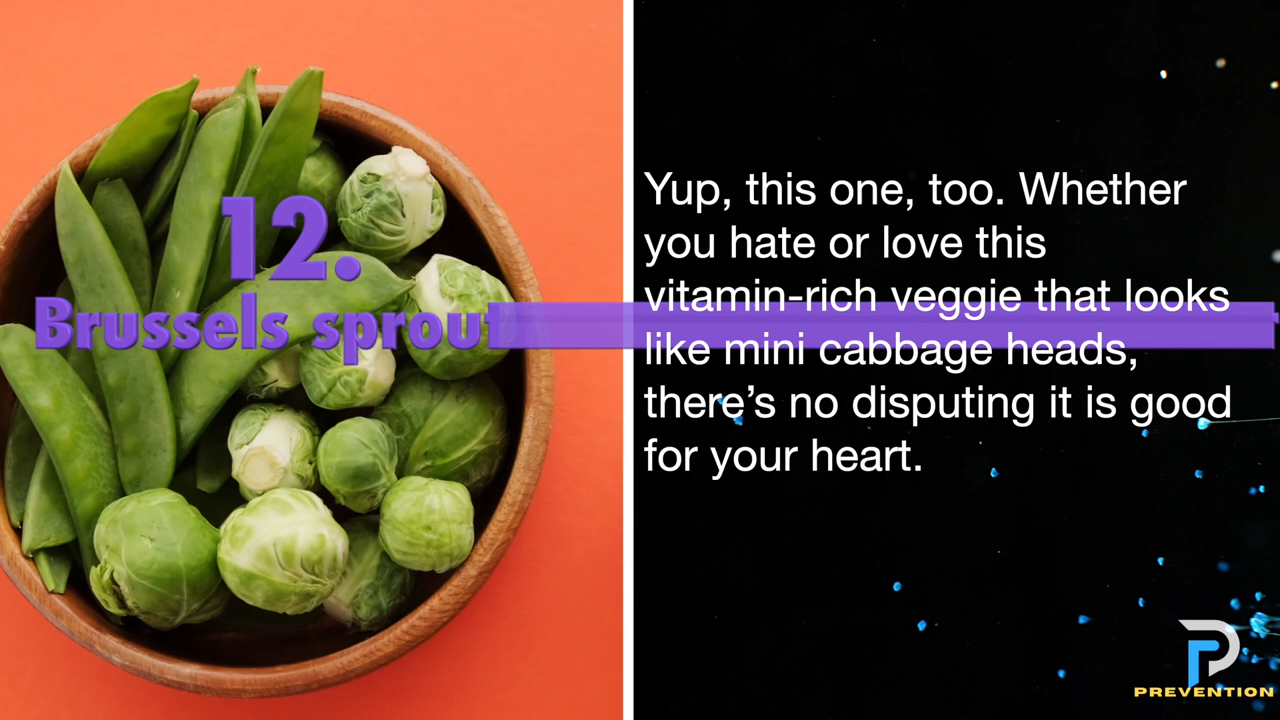 12.
Brussels sprout
Yup, this one, too. Whether
you hate or love this
vitamin-rich veggie that looks
like mini cabbage heads,
there’s no disputing it is good
for your heart.
P
PREVENTION